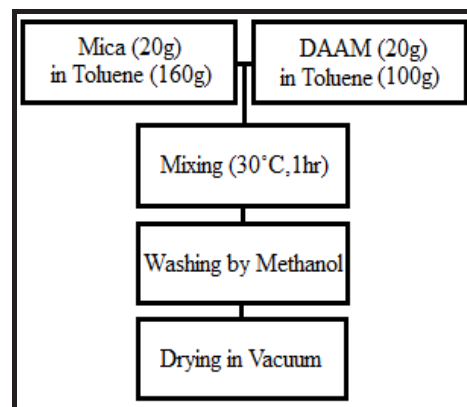 Mica (20g)
in Toluene (160g)
DAAM (20g)
in Toluene (100g)
Mixing (30˚C,1hr)
Washing by Methanol
Drying in Vacuum